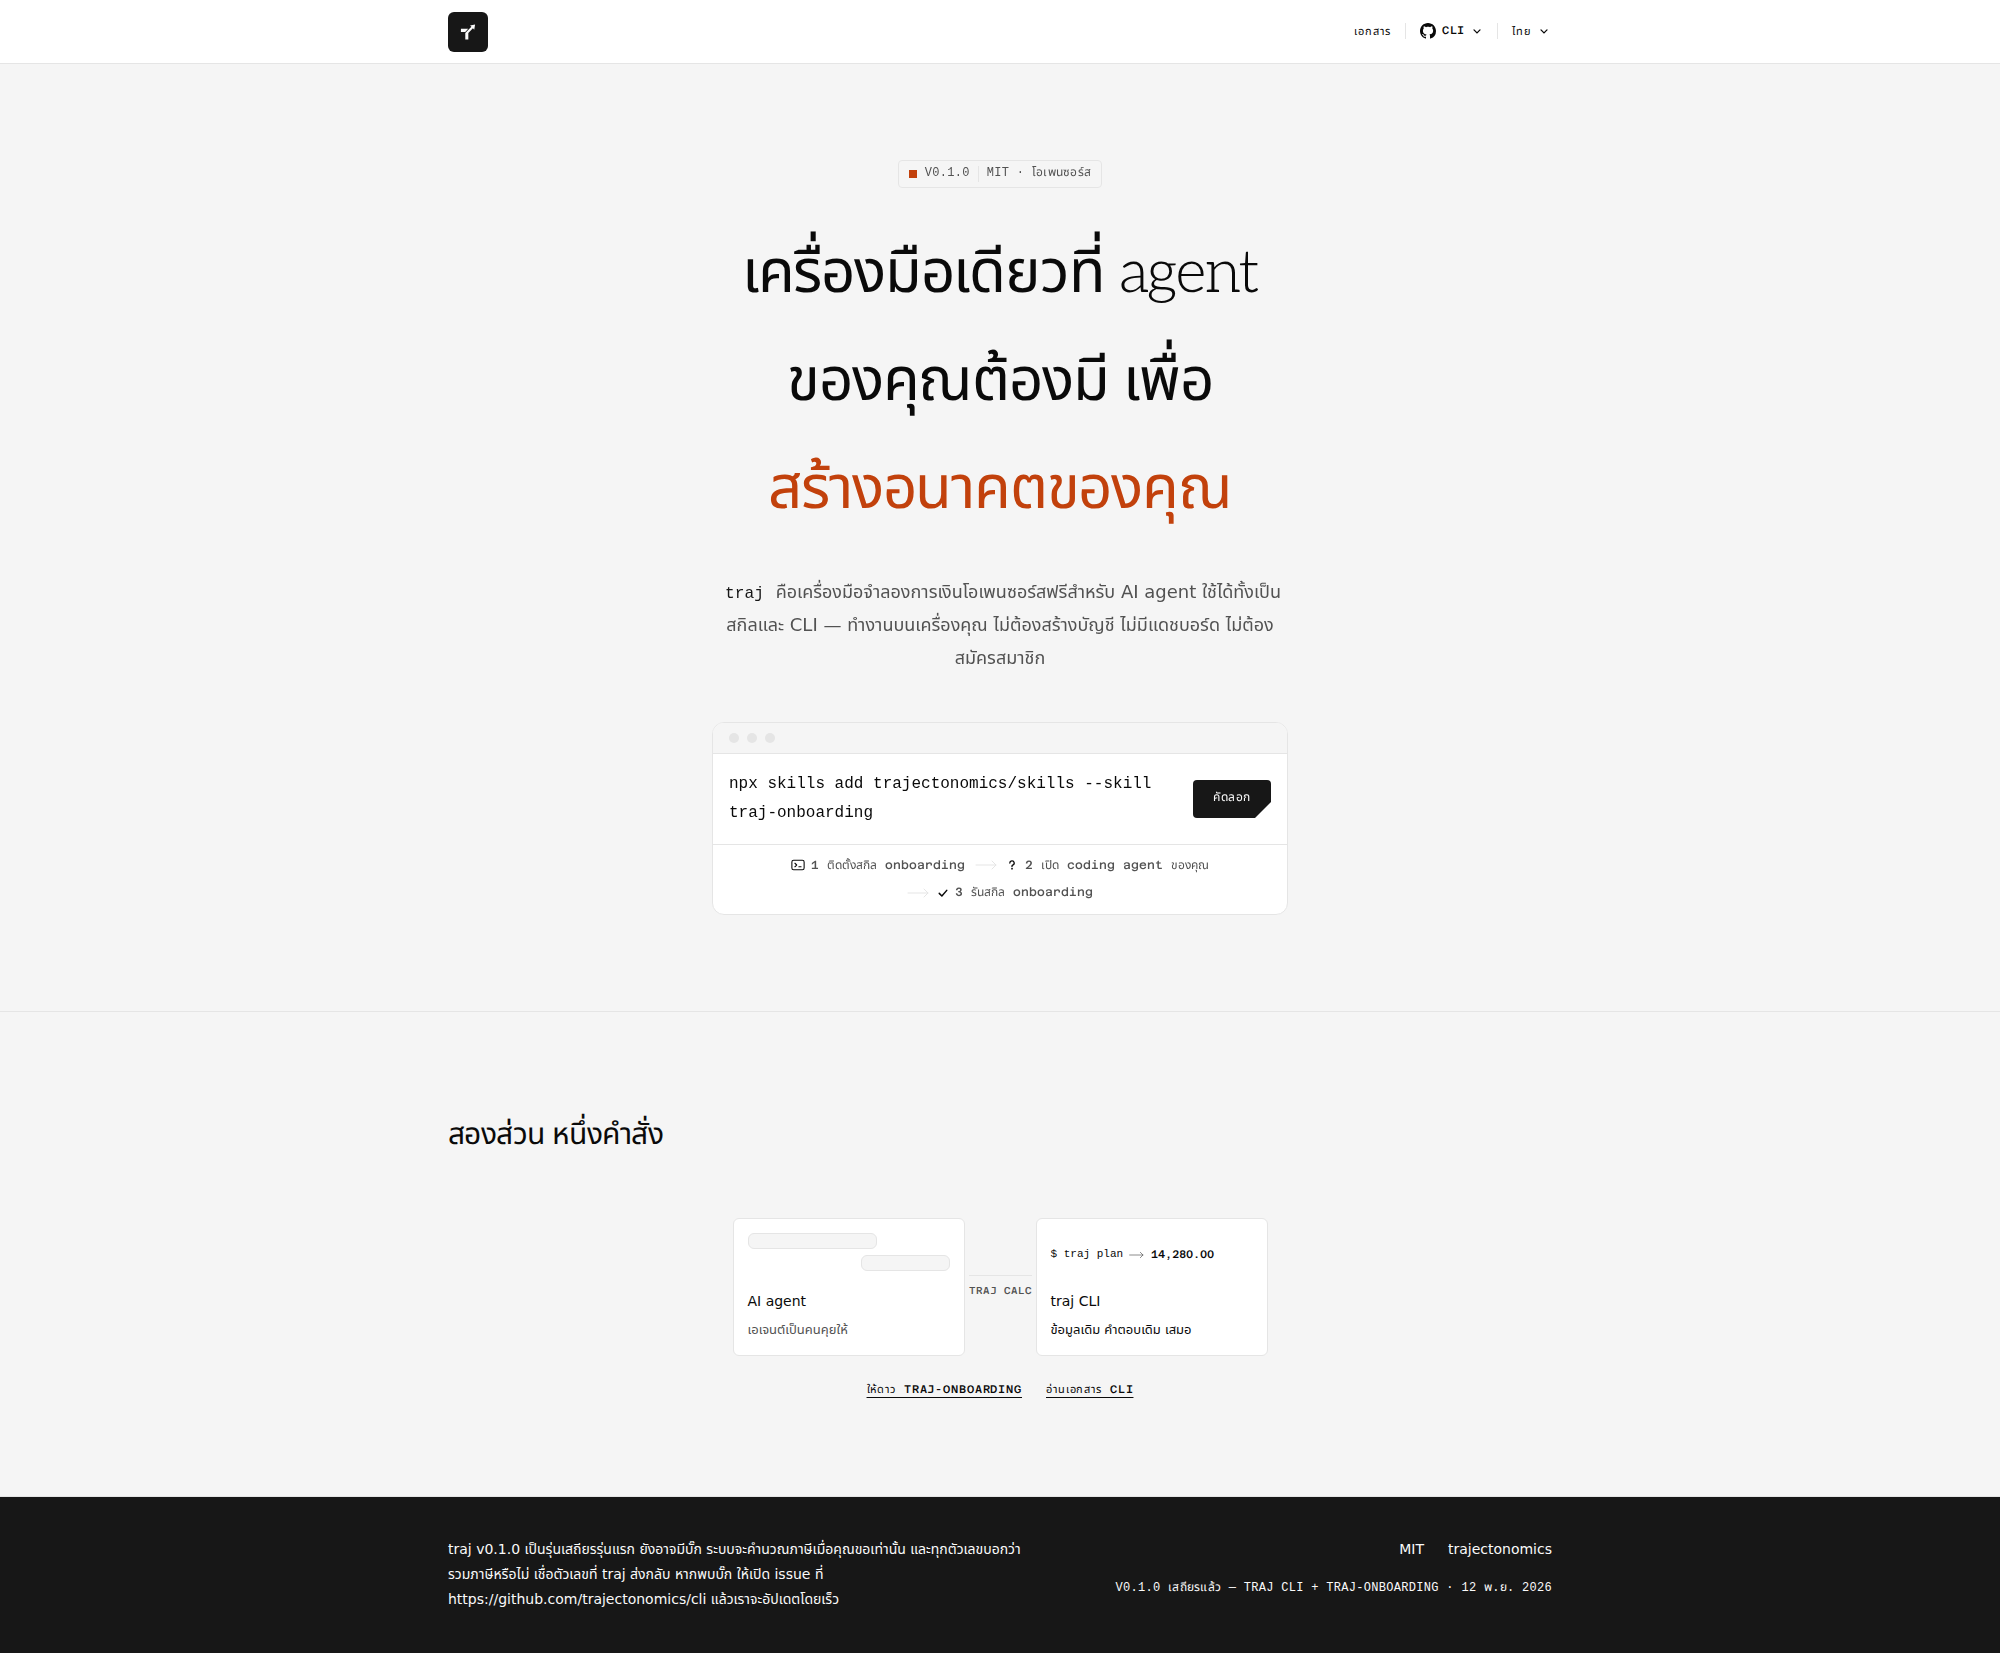 เอกสาร
CLI
ไทย
V0.1.0 MIT · โอเพนซอร์ส
เครื่องมือเดียวที่ agent
ของคุณต้องมี เพื่อ
สร้างอนาคตของคุณ
traj คือเครื่องมือจำลองการเงินโอเพนซอร์สฟรีสำหรับ AI agent ใช้ได้ทั้งเป็น
สกิลและ CLI — ทำงานบนเครื่องคุณ ไม่ต้องสร้างบัญชี ไม่มีแดชบอร์ด ไม่ต้อง
สมัครสมาชิก
npx skills add trajectonomics/skills --skill
traj-onboarding
คัดลอก
1 ติดตั้งสกิล onboarding → ? 2 เปิด coding agent ของคุณ
→ ✓ 3 รันสกิล onboarding
สองส่วน หนึ่งคำสั่ง
AI agent
เอเจนต์เป็นคนคุยให้
TRAJ CALC
$ traj plan → 14,280.00
traj CLI
ข้อมูลเดิม คำตอบเดิม เสมอ
ให้ดาว TRAJ-ONBOARDING
อ่านเอกสาร CLI
traj v0.1.0 เป็นรุ่นเสถียรรุ่นแรก ยังอาจมีบั๊ก ระบบจะคำนวณภาษีเมื่อคุณขอเท่านั้น และทุกตัวเลขบอกว่า
รวมภาษีหรือไม่ เชื่อตัวเลขที่ traj ส่งกลับ หากพบบั๊ก ให้เปิด issue ที่
https://github.com/trajectonomics/cli แล้วเราจะอัปเดตโดยเร็ว
MIT trajectonomics
V0.1.0 เสถียรแล้ว — TRAJ CLI + TRAJ-ONBOARDING · 12 พ.ย. 2026